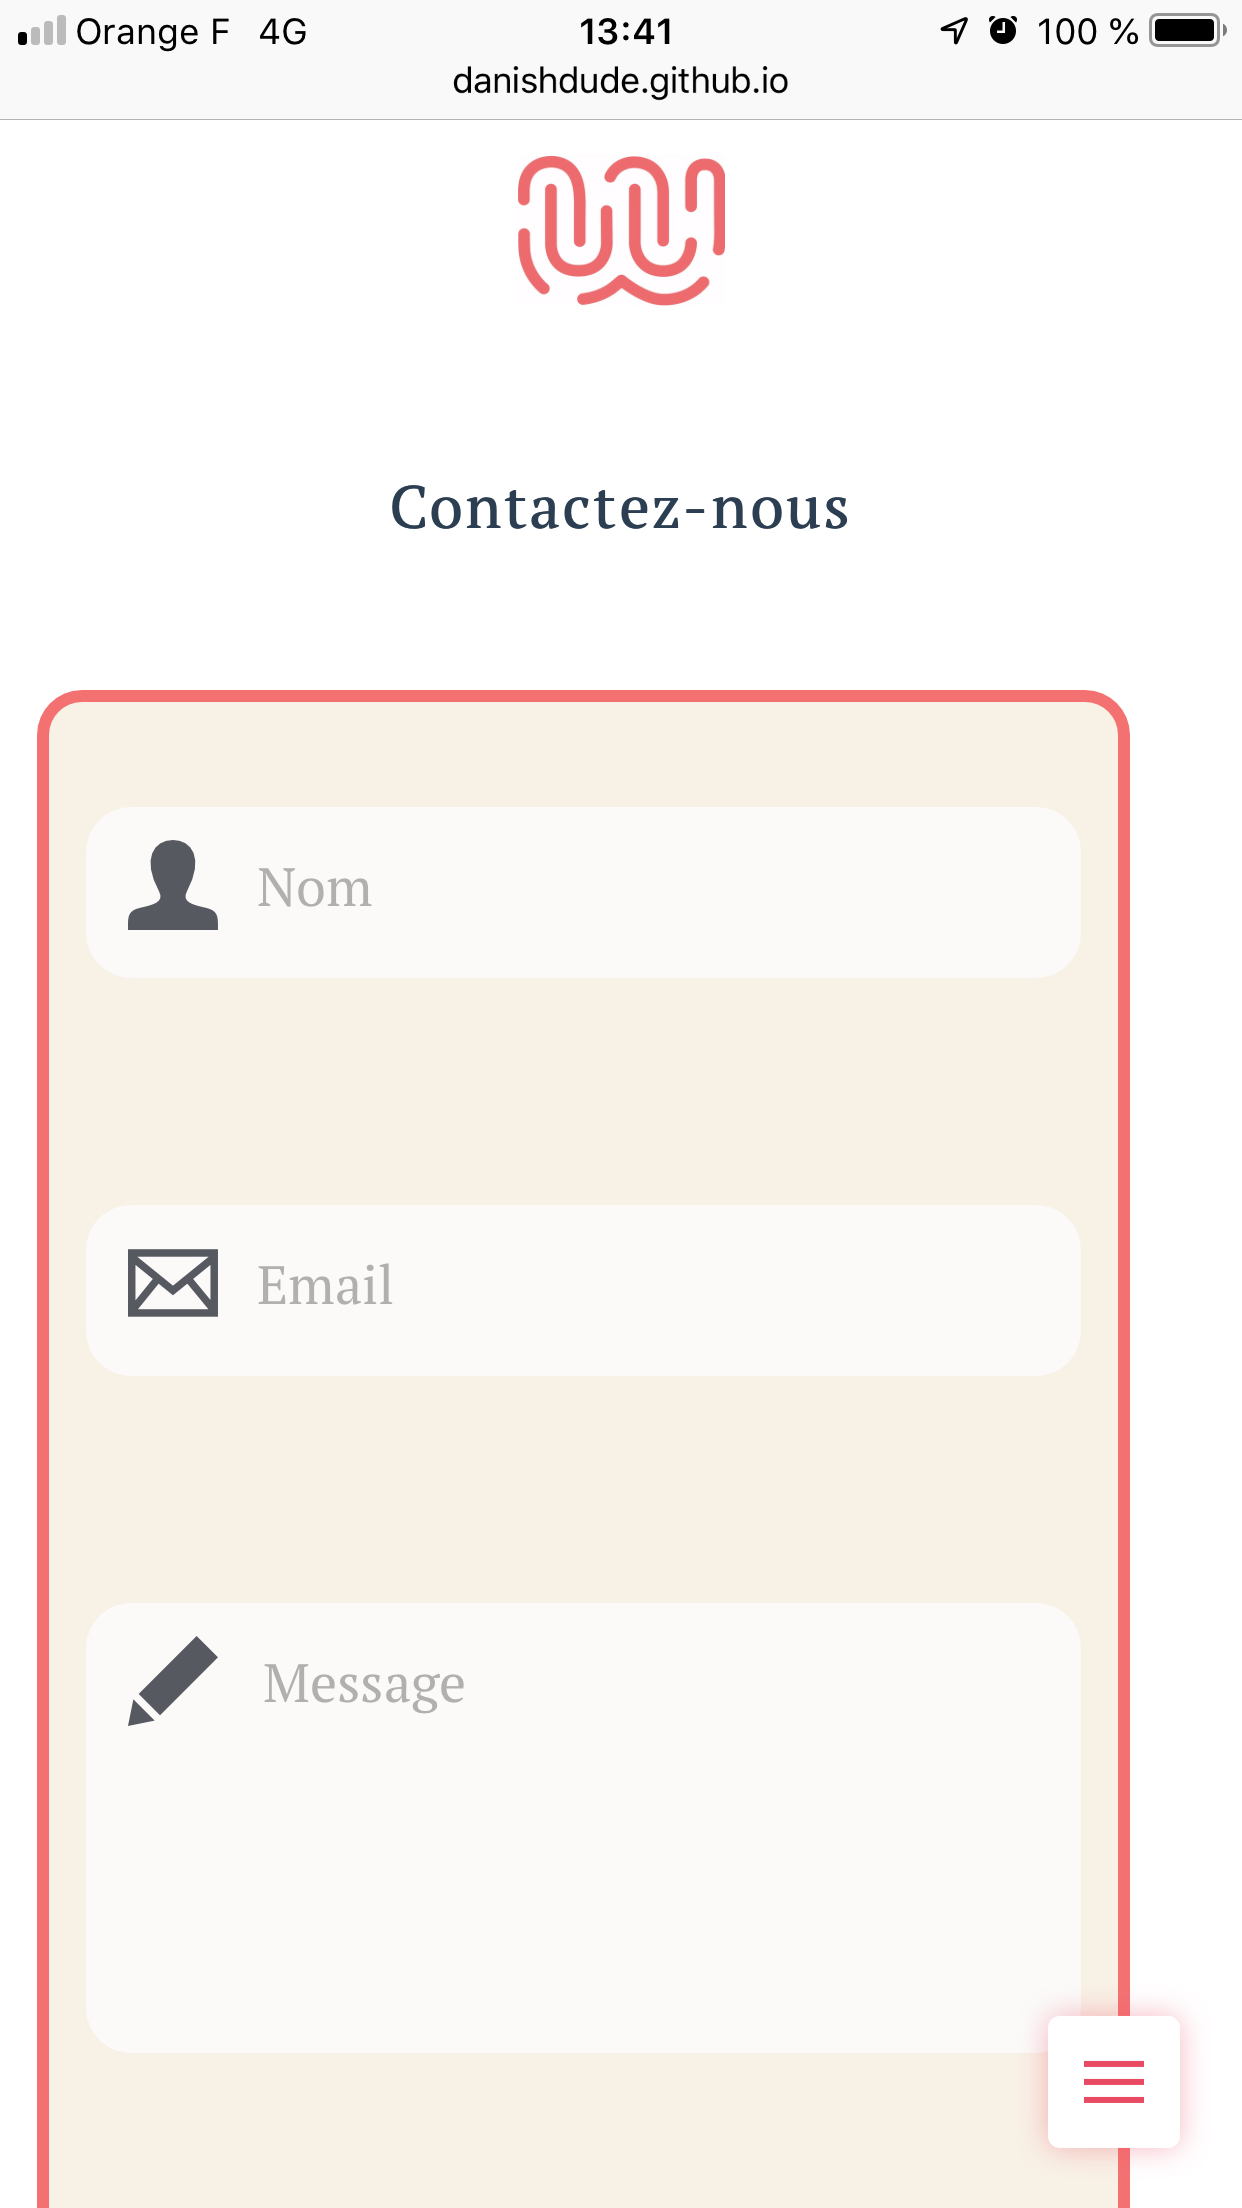 Orange F 4G 13:41 100 %
danishdude.github.io
Contactez-nous
Nom
Email
Message